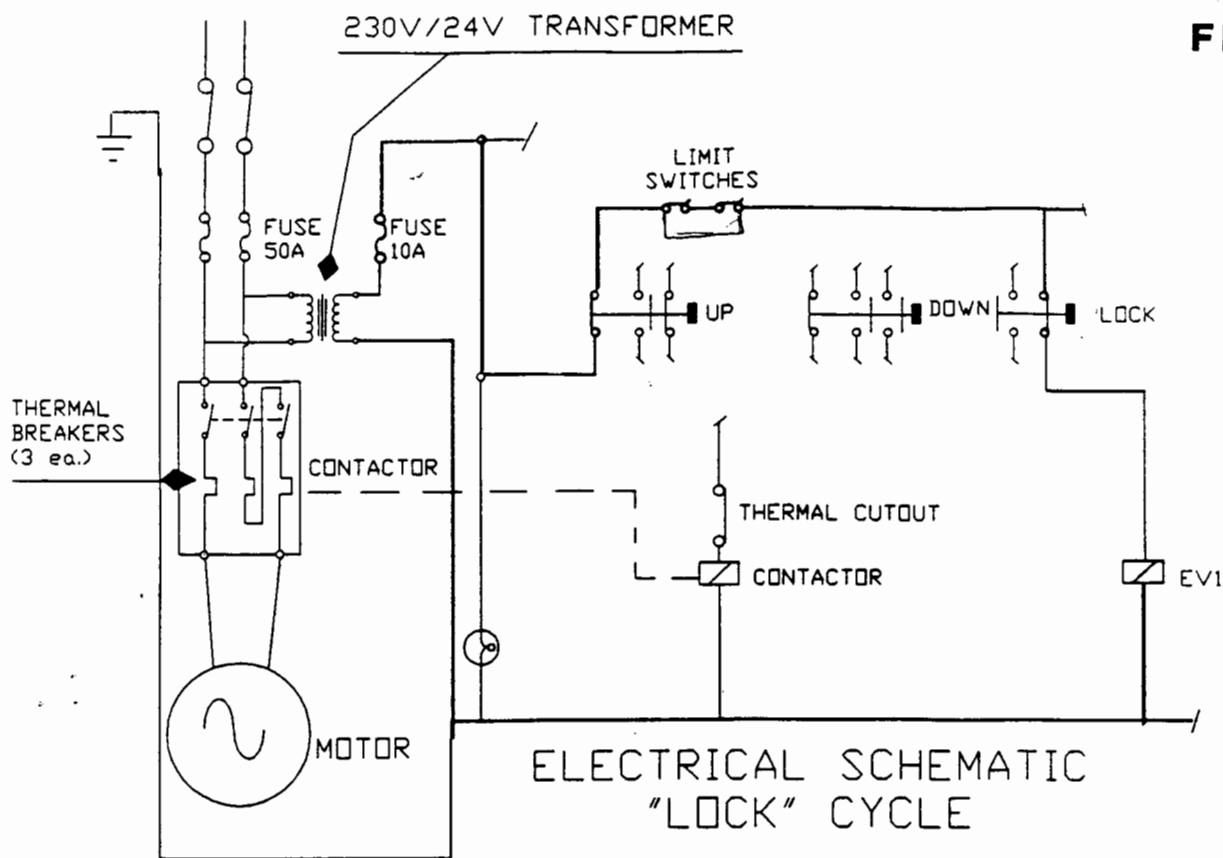 230V/24V TRANSFORMER
LIMIT
SWITCHES
FUSE
50A
FUSE
10A
UP
DOWN
LOCK
THERMAL
BREAKERS
(3 ea.)
CONTACTOR
THERMAL CUTOUT
CONTACTOR
EV1
MOTOR
ELECTRICAL SCHEMATIC
"LOCK" CYCLE